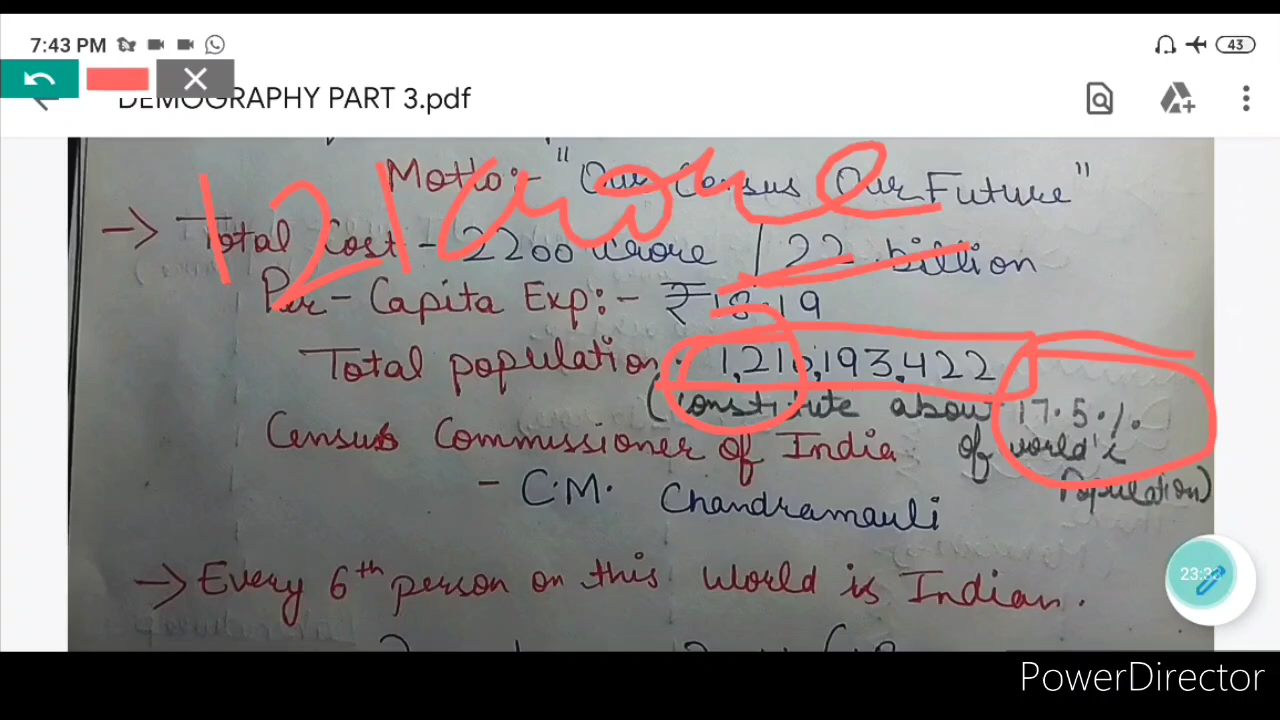 7:43 PM
43
DEMOGRAPHY PART 3.pdf
Motto:- "Our Census Our Future"
121 crore
→ Total Cost - 2200 crore / 22 billion
Per-Capita Exp:- ₹18.19
Total population: 1,210,193,422
(constitute about 17.5%
Census Commissioner of India of world's
- C.M. Chandramauli Population)
→ Every 6th person on this world is Indian.
23:33
PowerDirector